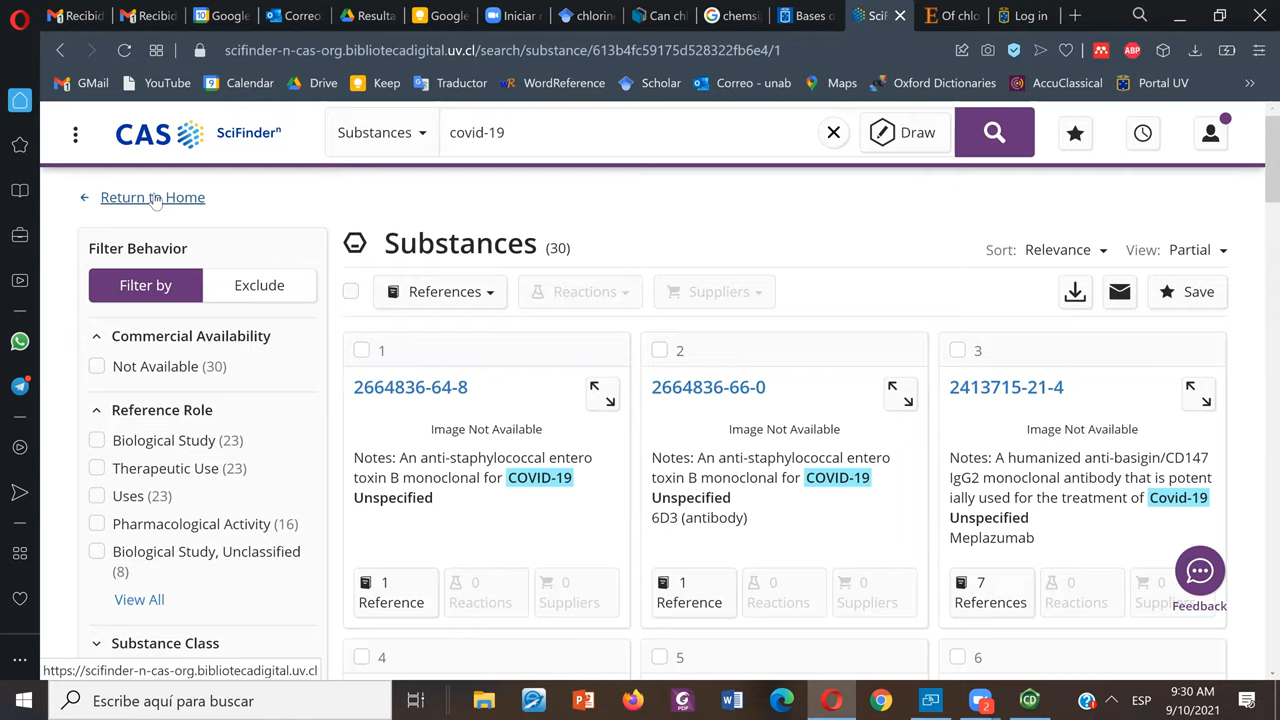 Recibid
Recibid
Google
Correo.
Resulta
Google
Iniciar
chlorine
Can ch
chemsi
Bases d
SciF
Of chlo
Log in
scifinder-n-cas-org.bibliotecadigital.uv.cl/search/substance/613b4fc59175d528322fb6e4/1
GMail
YouTube
Calendar
Drive
Keep
Traductor
WordReference
Scholar
Correo - unab
Maps
Oxford Dictionaries
AccuClassical
Portal UV
CAS SciFinderⁿ
Substances
covid-19
Draw
Return to Home
Filter Behavior
Filter by
Exclude
Commercial Availability
Not Available (30)
Reference Role
Biological Study (23)
Therapeutic Use (23)
Uses (23)
Pharmacological Activity (16)
Biological Study, Unclassified
(8)
View All
Substance Class
https://scifinder-n-cas-org.bibliotecadigital.uv.cl
Substances (30)
Sort: Relevance
View: Partial
References
Reactions
Suppliers
Save
1
2664836-64-8
Image Not Available
Notes: An anti-staphylococcal entero
toxin B monoclonal for COVID-19
Unspecified
1
Reference
0
Reactions
0
Suppliers
2
2664836-66-0
Image Not Available
Notes: An anti-staphylococcal entero
toxin B monoclonal for COVID-19
Unspecified
6D3 (antibody)
1
Reference
0
Reactions
0
Suppliers
3
2413715-21-4
Image Not Available
Notes: A humanized anti-basigin/CD147
IgG2 monoclonal antibody that is potent
ially used for the treatment of Covid-19
Unspecified
Meplazumab
7
References
0
Reactions
0
Feedback
4
5
6
Escribe aquí para buscar
ESP
9:30 AM
9/10/2021